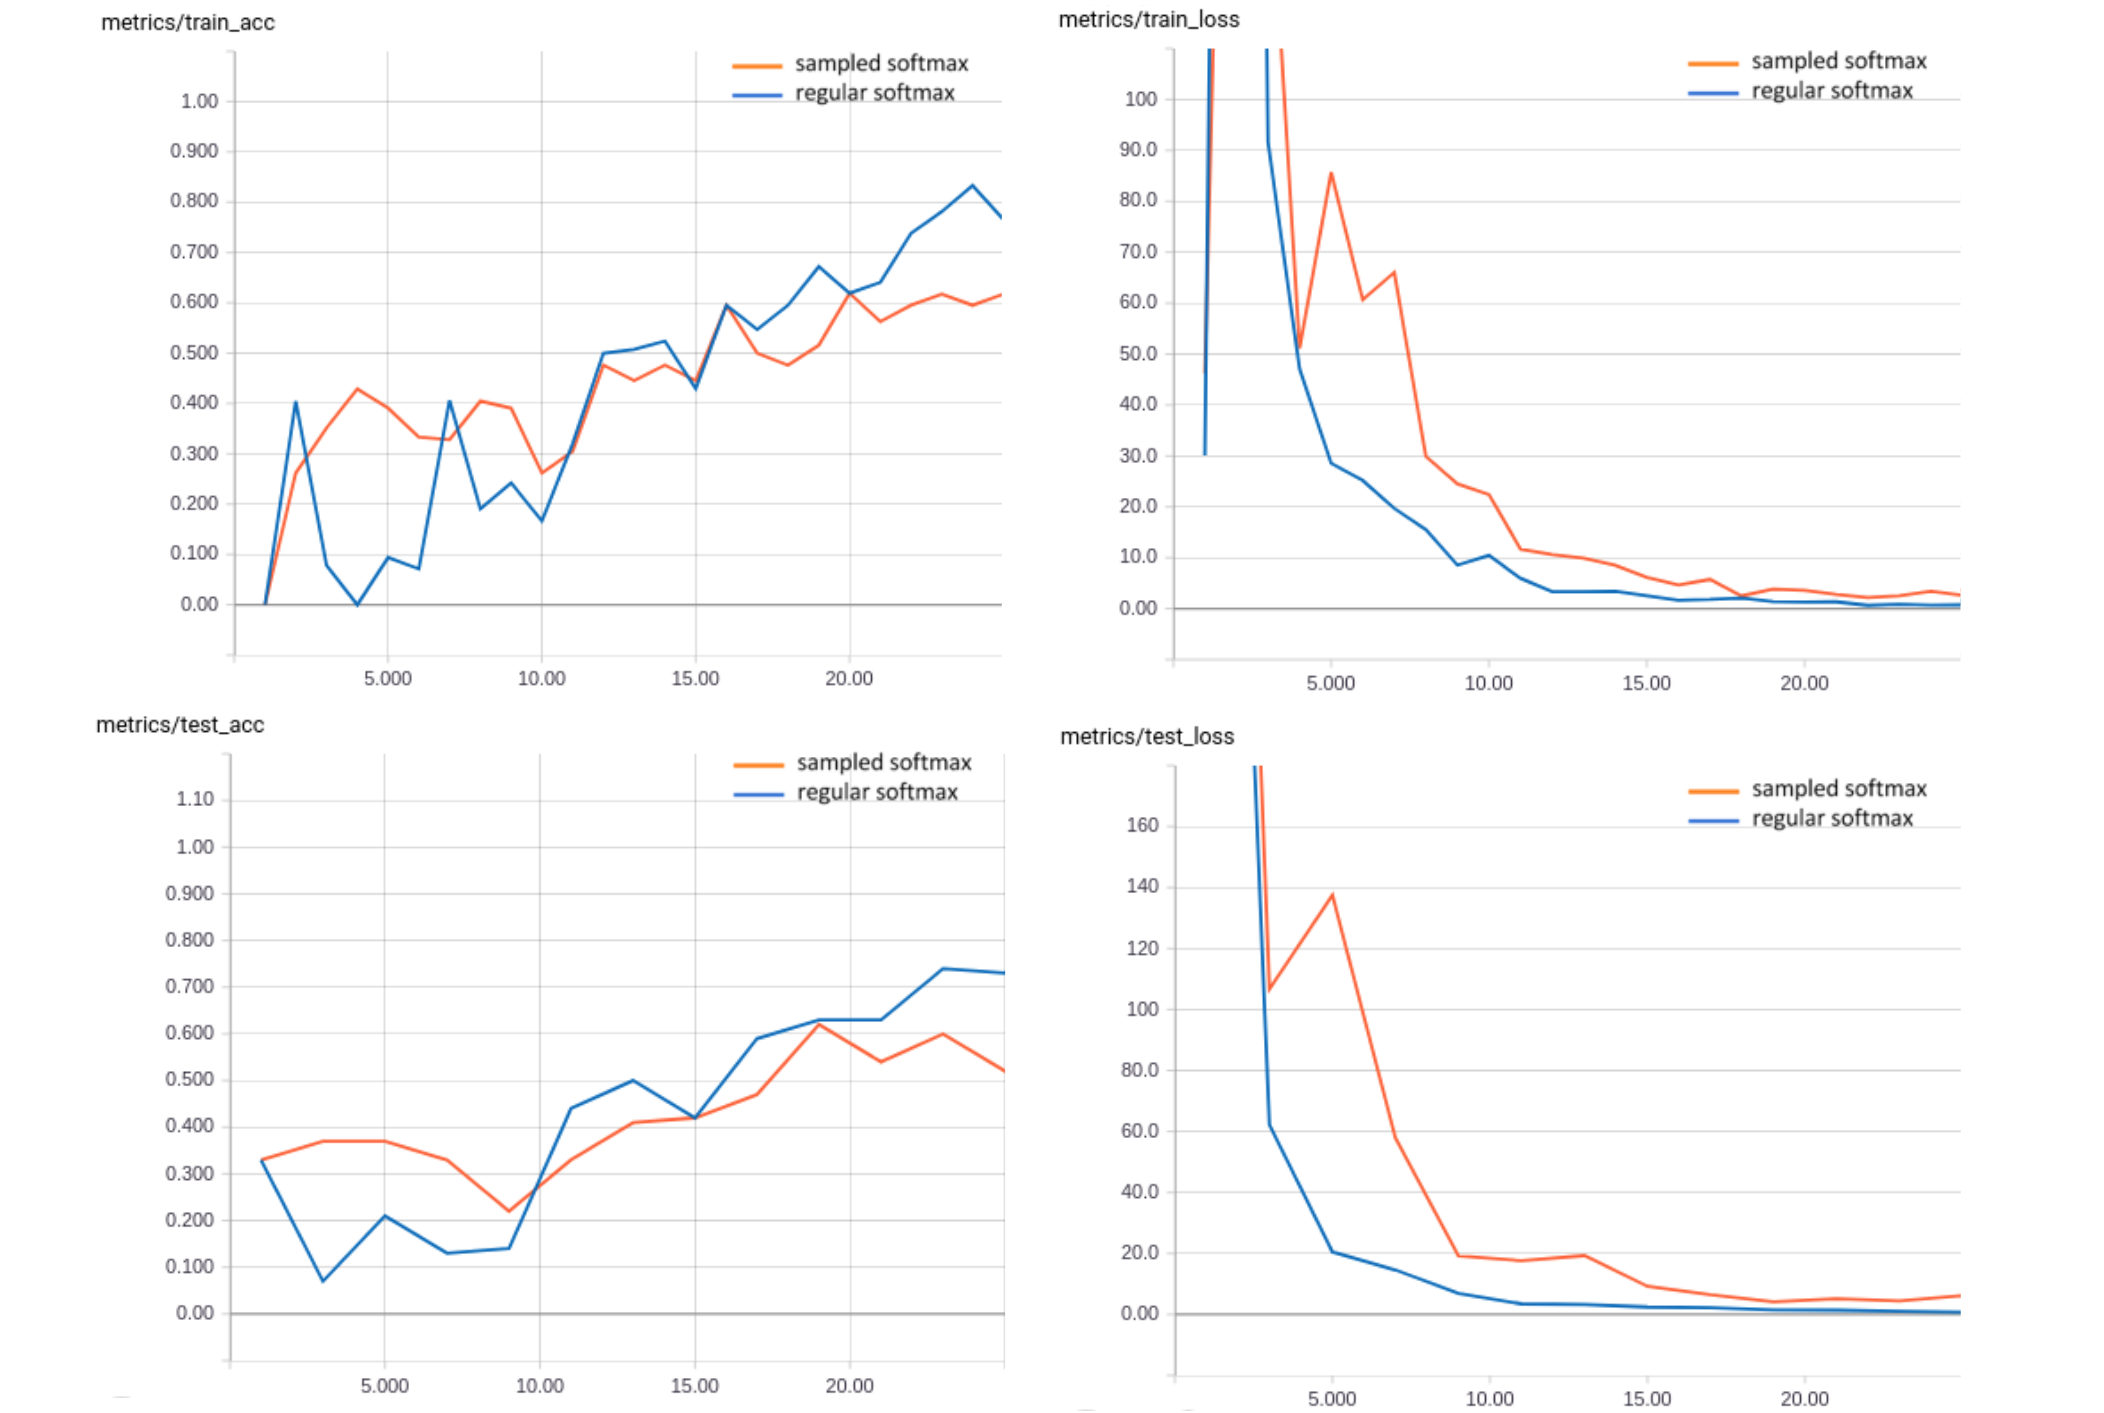 metrics/train_acc
sampled softmax
regular softmax
1.00
0.900
0.800
0.700
0.600
0.500
0.400
0.300
0.200
0.100
0.00
5.000 10.00 15.00 20.00
metrics/train_loss
sampled softmax
regular softmax
100
90.0
80.0
70.0
60.0
50.0
40.0
30.0
20.0
10.0
0.00
5.000 10.00 15.00 20.00
metrics/test_acc
sampled softmax
regular softmax
1.10
1.00
0.900
0.800
0.700
0.600
0.500
0.400
0.300
0.200
0.100
0.00
5.000 10.00 15.00 20.00
metrics/test_loss
sampled softmax
regular softmax
160
140
120
100
80.0
60.0
40.0
20.0
0.00
5.000 10.00 15.00 20.00